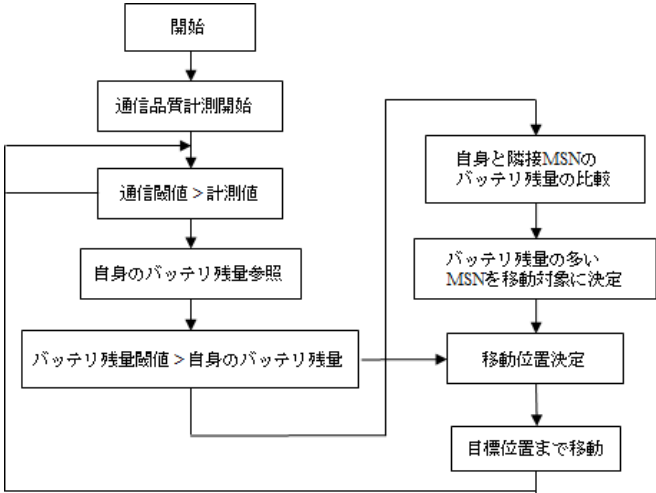 開始
通信品質計測開始
通信閾値＞計測値
自身のバッテリ残量参照
バッテリ残量閾値＞自身のバッテリ残量
自身と隣接MSNの
バッテリ残量の比較
バッテリ残量の多い
MSNを移動対象に決定
移動位置決定
目標位置まで移動